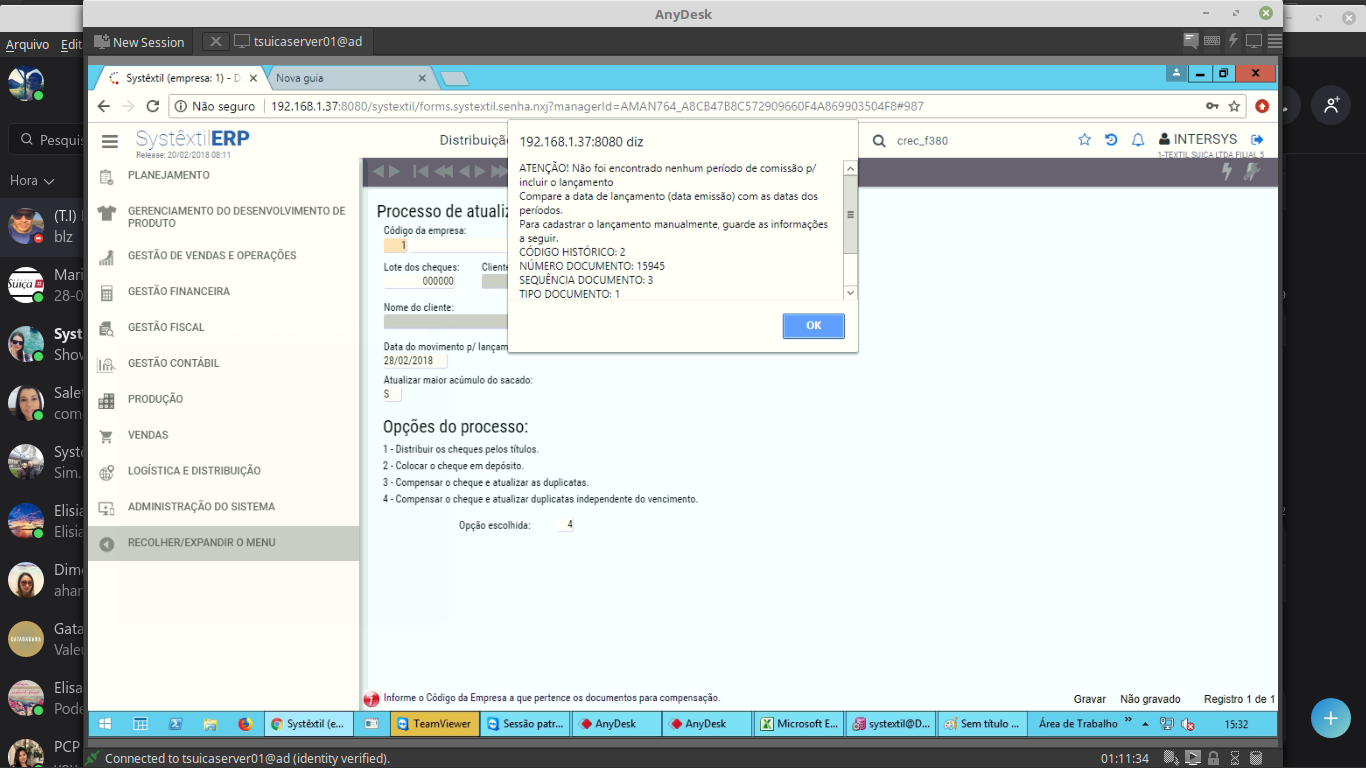 AnyDesk
Arquivo Edit
New Session
tsuicaserver01@ad
Systêxtil (empresa: 1) - D
Nova guia
Não seguro
192.168.1.37:8080/systextil/forms.systextil.senha.nxj?managerId=AMAN764_A8CB47B8C572909660F4A869903504F8#987
Pesquis
Hora
(T.I)
blz
Mari
28-0
Syst
Show
Salet
com
Syste
Sim.
Elisia
Elisia
Dime
ahar
GATABAKANA
Gata
Valer
Elisa
Pode
PCP
SystêxtilERP
Release: 20/02/2018 08:11
Distribuição
crec_f380
INTERSYS
1-TEXTIL SUICA LTDA FILIAL 5
PLANEJAMENTO
GERENCIAMENTO DO DESENVOLVIMENTO DE
PRODUTO
GESTÃO DE VENDAS E OPERAÇÕES
GESTÃO FINANCEIRA
GESTÃO FISCAL
GESTÃO CONTÁBIL
PRODUÇÃO
VENDAS
LOGÍSTICA E DISTRIBUIÇÃO
ADMINISTRAÇÃO DO SISTEMA
RECOLHER/EXPANDIR O MENU
192.168.1.37:8080 diz
ATENÇÃO! Não foi encontrado nenhum período de comissão p/
incluir o lançamento
Compare a data de lançamento (data emissão) com as datas dos
períodos.
Para cadastrar o lançamento manualmente, guarde as informações
a seguir.
CÓDIGO HISTÓRICO: 2
NÚMERO DOCUMENTO: 15945
SEQUÊNCIA DOCUMENTO: 3
TIPO DOCUMENTO: 1
OK
Processo de atualiz
Código da empresa:
1
Lote dos cheques:
Cliente
000000
Nome do cliente:
Data do movimento p/ lançam
28/02/2018
Atualizar maior acúmulo do sacado:
S
Opções do processo:
1 - Distribuir os cheques pelos títulos.
2 - Colocar o cheque em depósito.
3 - Compensar o cheque e atualizar as duplicatas.
4 - Compensar o cheque e atualizar duplicatas independente do vencimento.
Opção escolhida: 4
Informe o Código da Empresa a que pertence os documentos para compensação.
Gravar
Não gravado
Registro 1 de 1
Systêxtil (e...
TeamViewer
Sessão patr...
AnyDesk
AnyDesk
Microsoft E...
systextil@D...
Sem título ...
Área de Trabalho
15:32
Connected to tsuicaserver01@ad (identity verified).
01:11:34